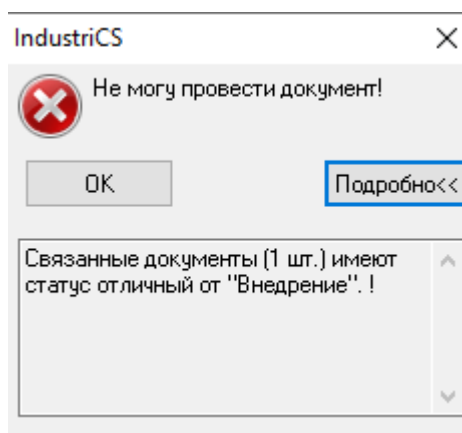 IndustriCS
Не могу провести документ!
OK
Подробно<<
Связанные документы (1 шт.) имеют
статус отличный от "Внедрение". !